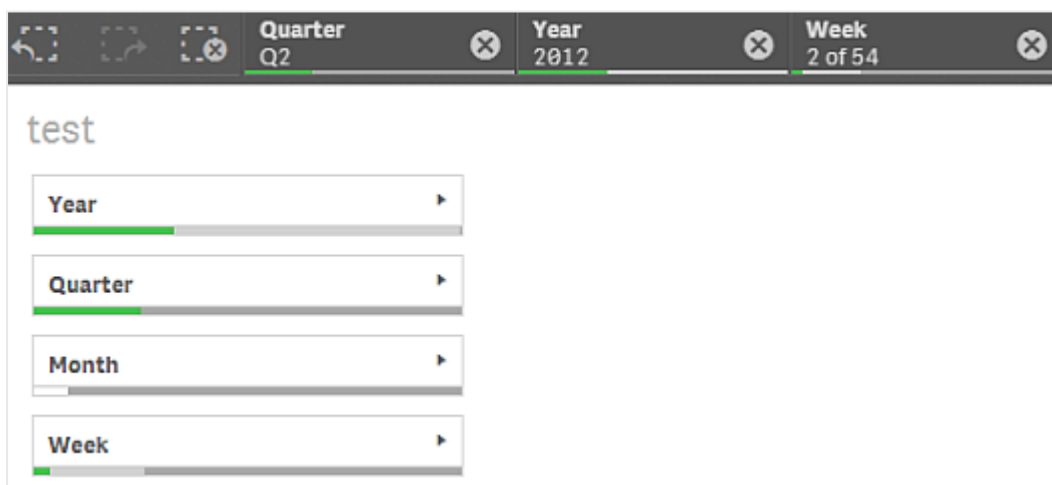 Quarter
Q2
Year
2012
Week
2 of 54
test
Year
Quarter
Month
Week